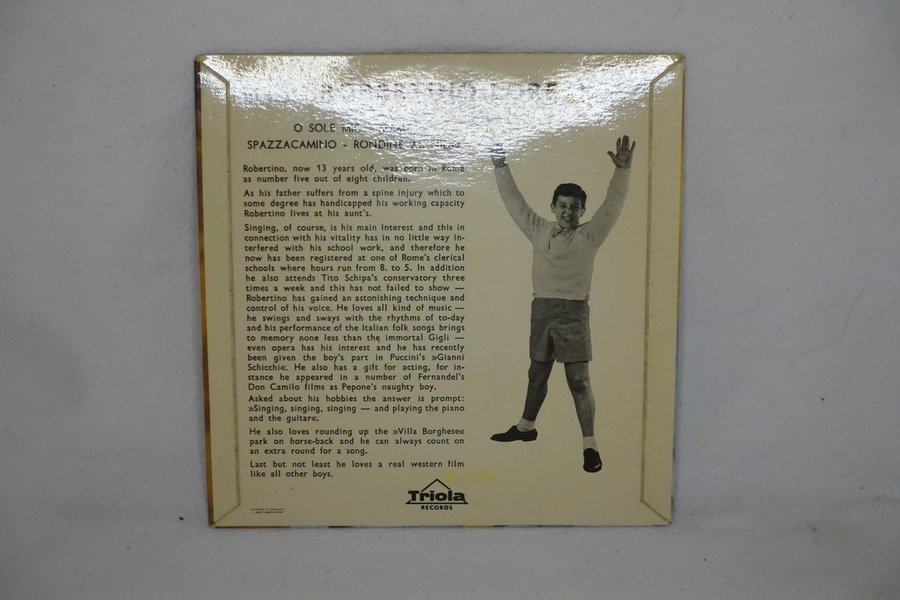 O SOLE
SPAZZACAMINO - RONDINE AL NIDO
Robertino, now 13 years old, was born in Rome
as number five out of eight children.
As his father suffers from a spine injury which to
some degree has handicapped his working capacity
Robertino lives at his aunt's.
Singing, of course, is his main interest and this in
connection with his vitality has in no little way in-
terfered with his school work, and therefore he
now has been registered at one of Rome's clerical
schools where hours run from 8. to 5. In addition
he also attends Tito Schipa's conservatory three
times a week and this has not failed to show —
Robertino has gained an astonishing technique and
control of his voice. He loves all kind of music —
he swings and sways with the rhythms of to-day
and his performance of the Italian folk songs brings
to memory none less than the immortal Gigli —
even opera has his interest and he has recently
been given the boy's part in Puccini's »Gianni
Schicchi«. He also has a gift for acting, for in-
stance he appeared in a number of Fernandel's
Don Camilo films as Pepone's naughty boy.
Asked about his hobbies the answer is prompt:
»Singing, singing, singing — and playing the piano
and the guitar«.
He also loves rounding up the »Villa Borghese«
park on horse-back and he can always count on
an extra round for a song.
Last but not least he loves a real western film
like all other boys.
Triola
RECORDS